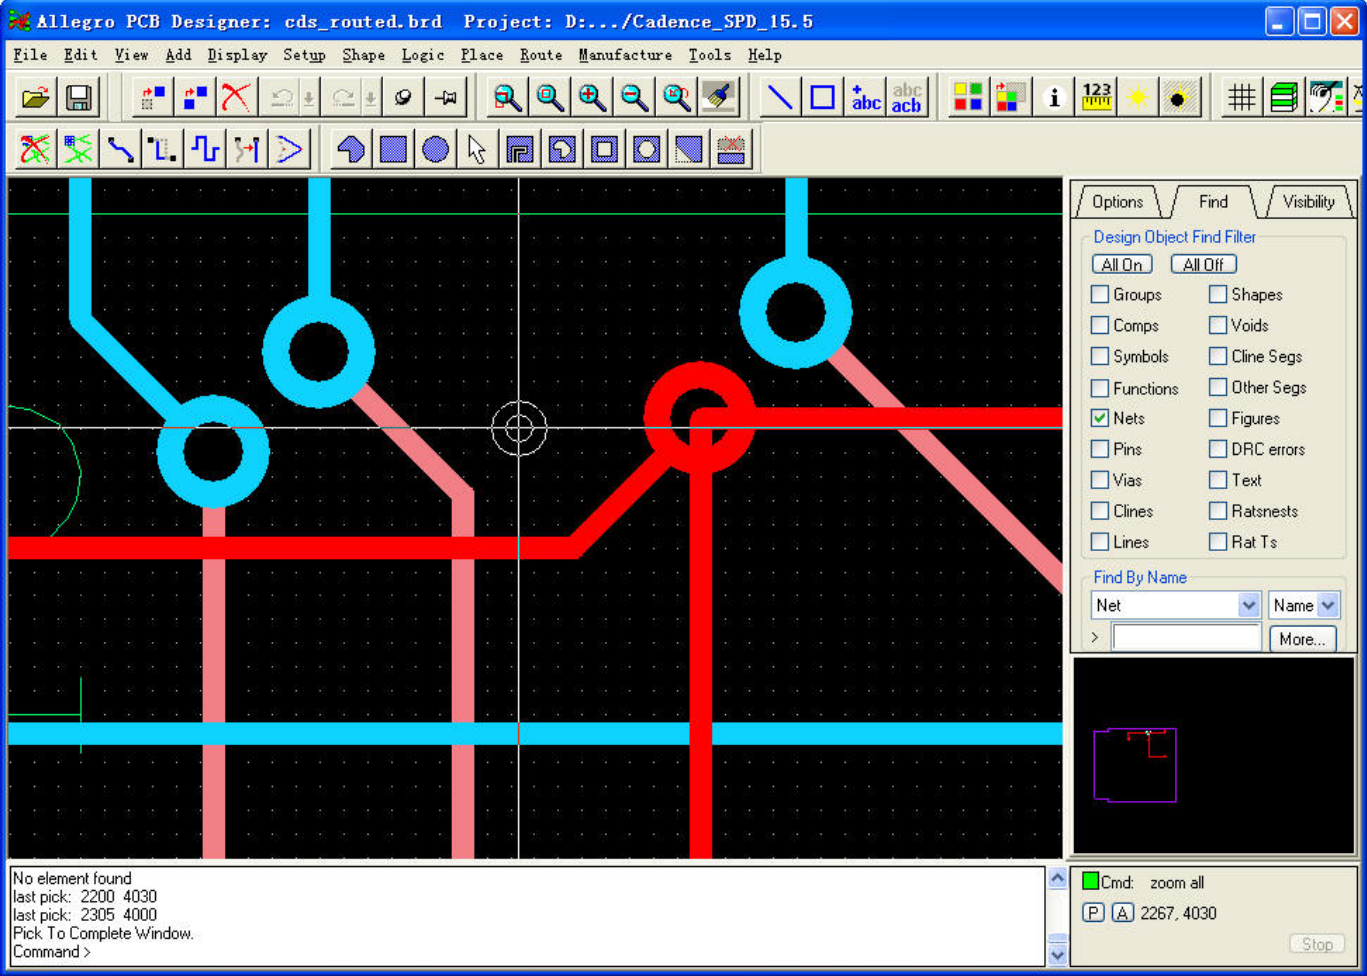 Allegro PCB Designer: cds_routed.brd  Project: D:.../Cadence_SPD_15.5
File Edit View Add Display Setup Shape Logic Place Route Manufacture Tools Help
abc
abc
acb
i
123
Options Find Visibility
Design Object Find Filter
All On All Off
Groups Shapes
Comps Voids
Symbols Cline Segs
Functions Other Segs
Nets Figures
Pins DRC errors
Vias Text
Clines Ratsnests
Lines Rat Ts
Find By Name
Net Name
> More...
No element found
last pick:  2200  4030
last pick:  2305  4000
Pick To Complete Window.
Command >
Cmd: zoom all
P A 2267, 4030
Stop